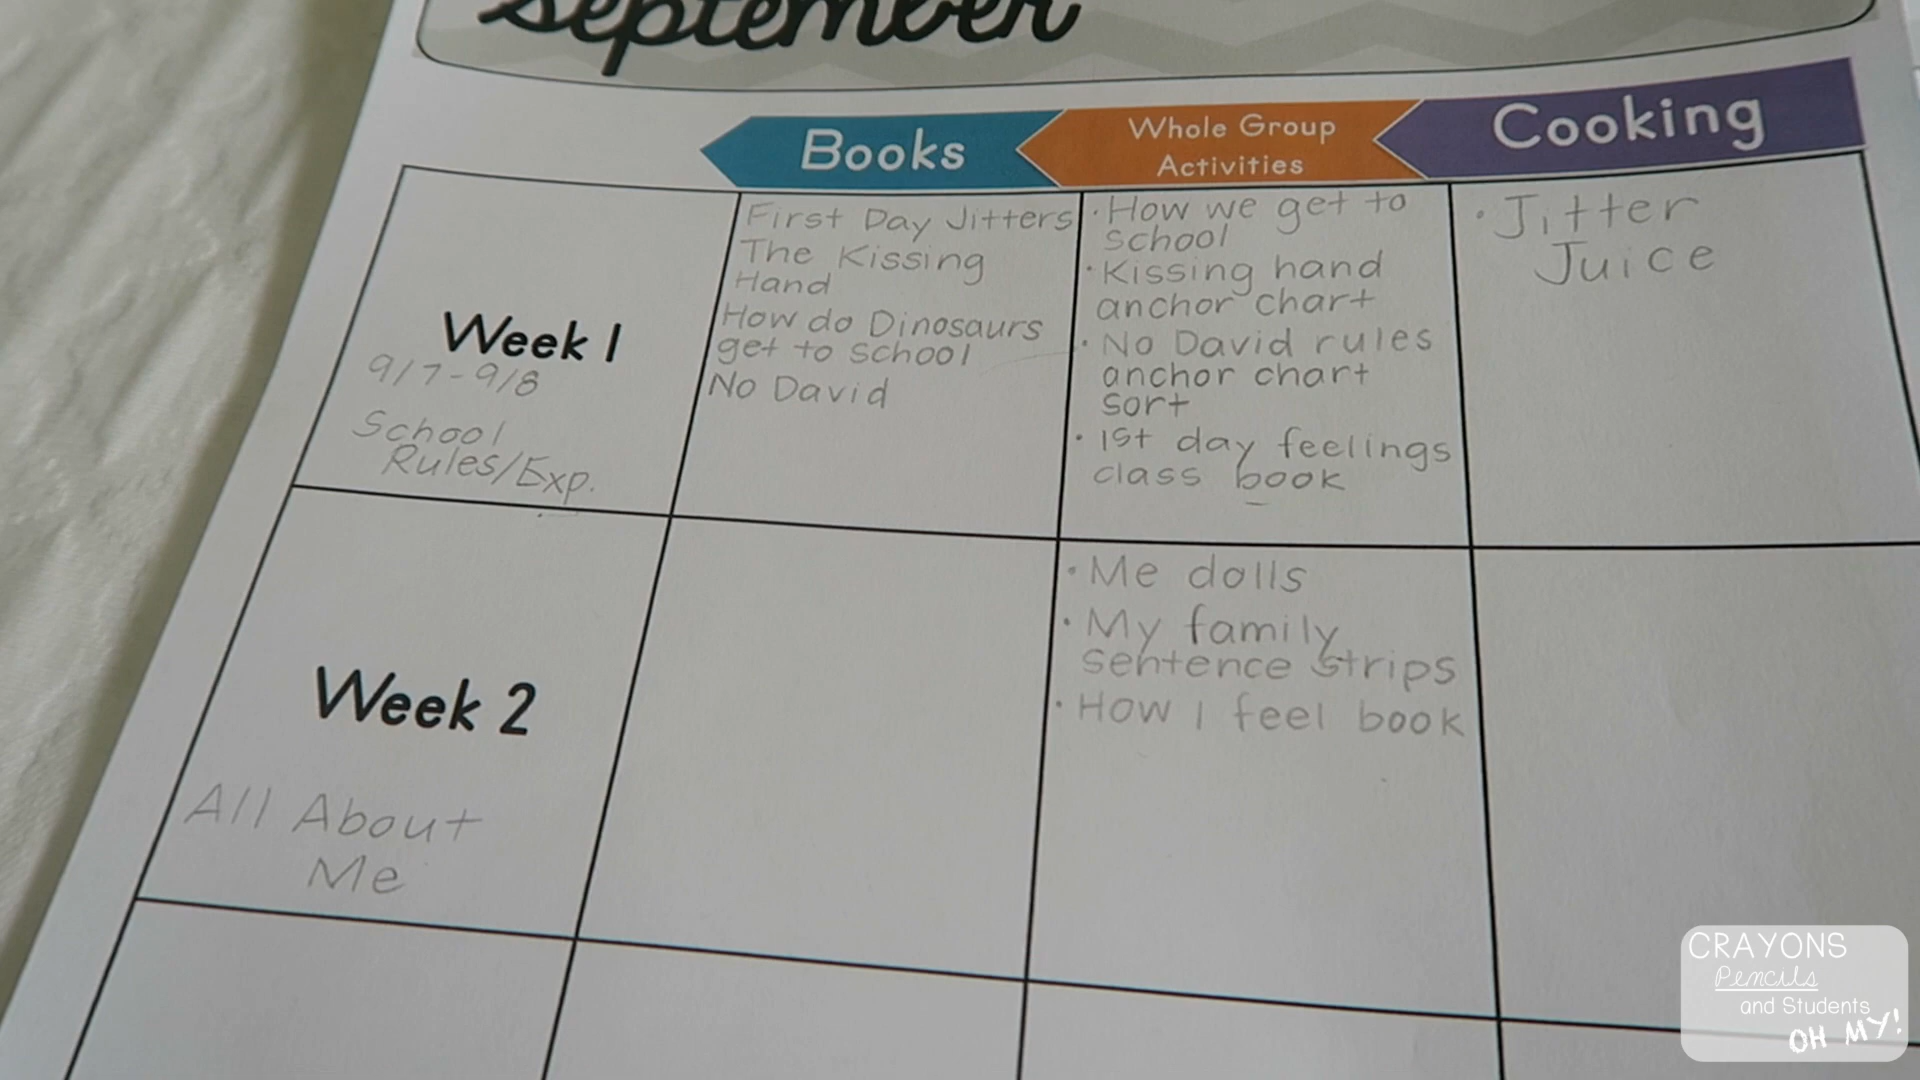 September
Books
Whole Group
Activities
Cooking
Week 1
9/7-9/8
School
Rules/Exp.
First Day Jitters
The Kissing
Hand
How do Dinosaurs
get to school
No David
· How we get to
school
· Kissing hand
anchor chart
· No David rules
anchor chart
sort
· 1st day feelings
class book
· Jitter
Juice
Week 2
All About
Me
· Me dolls
· My family
sentence strips
· How I feel book
CRAYONS
Pencils
and Students
OH MY!